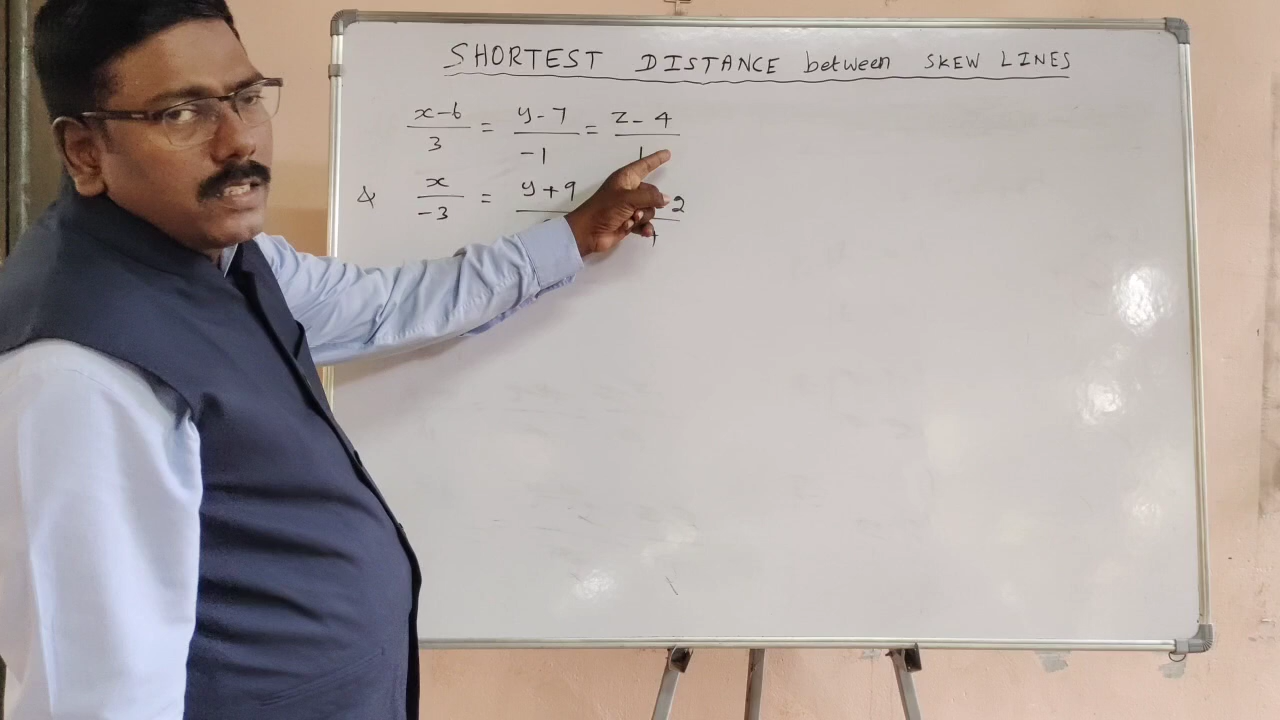 SHORTEST DISTANCE between SKEW LINES
x-6 = y-7 = z-4
3 -1 1
& x = y+9 2
-3